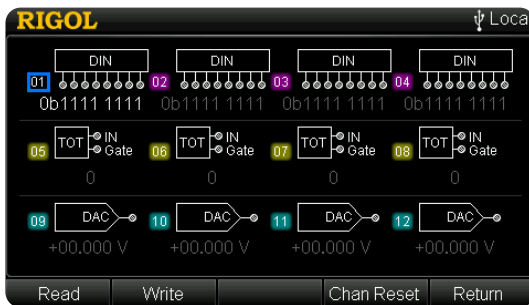 RIGOL Loca
DIN DIN DIN DIN
01 02 03 04
0b1111 1111 0b1111 1111 0b1111 1111 0b1111 1111
05 TOT IN Gate 06 TOT IN Gate 07 TOT IN Gate 08 TOT IN Gate
0 0 0 0
09 DAC 10 DAC 11 DAC 12 DAC
+00.000 V +00.000 V +00.000 V +00.000 V
Read Write Chan Reset Return